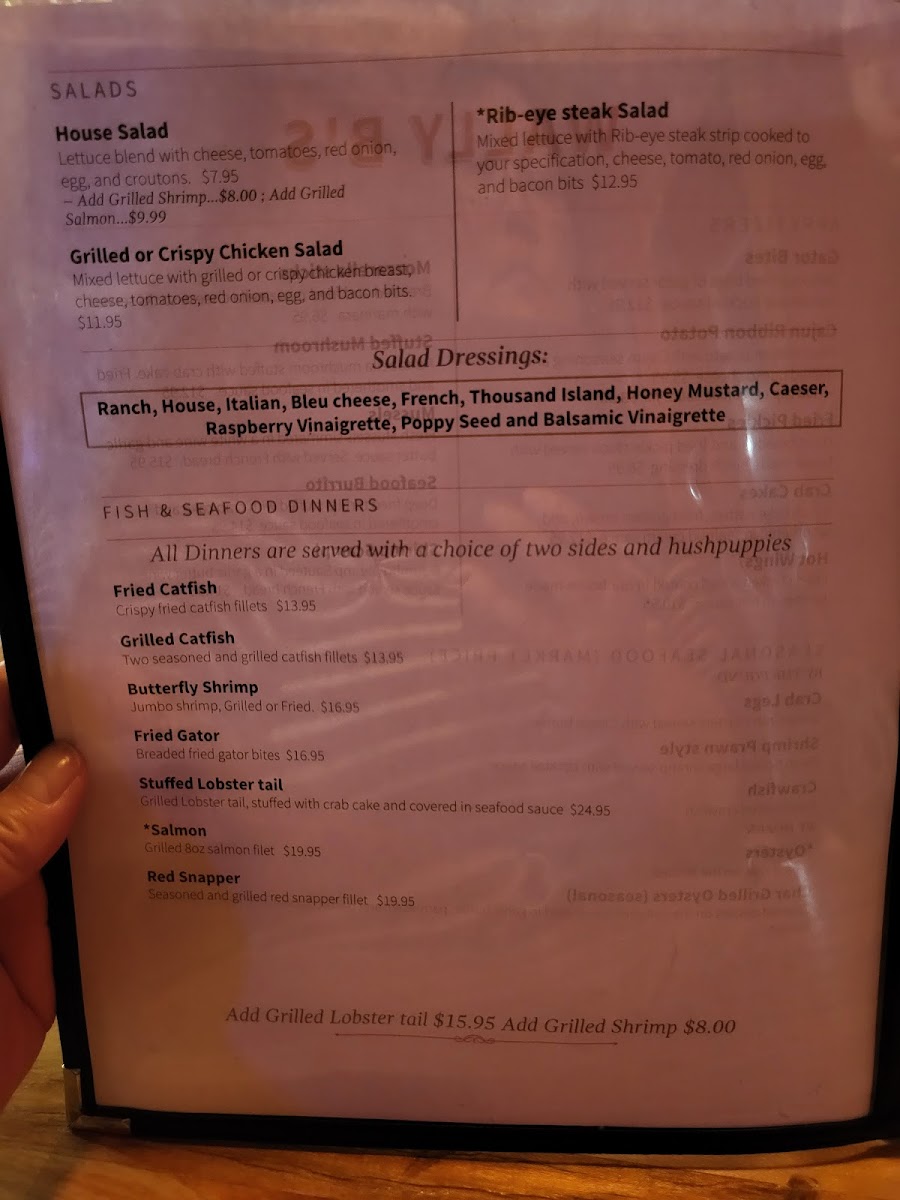 SALADS
House Salad
Lettuce blend with cheese, tomatoes, red onion,
egg, and croutons. $7.95
– Add Grilled Shrimp...$8.00 ; Add Grilled
Salmon...$9.99
Grilled or Crispy Chicken Salad
Mixed lettuce with grilled or crispy chicken breast,
cheese, tomatoes, red onion, egg, and bacon bits.
$11.95
*Rib-eye steak Salad
Mixed lettuce with Rib-eye steak strip cooked to
your specification, cheese, tomato, red onion, egg,
and bacon bits $12.95
Salad Dressings:
Ranch, House, Italian, Bleu cheese, French, Thousand Island, Honey Mustard, Caeser,
Raspberry Vinaigrette, Poppy Seed and Balsamic Vinaigrette
FISH & SEAFOOD DINNERS
All Dinners are served with a choice of two sides and hushpuppies
Fried Catfish
Crispy fried catfish fillets $13.95
Grilled Catfish
Two seasoned and grilled catfish fillets $13.95
Butterfly Shrimp
Jumbo shrimp, Grilled or Fried. $16.95
Fried Gator
Breaded fried gator bites $16.95
Stuffed Lobster tail
Grilled Lobster tail, stuffed with crab cake and covered in seafood sauce $24.95
*Salmon
Grilled 8oz salmon filet $19.95
Red Snapper
Seasoned and grilled red snapper fillet $19.95
Add Grilled Lobster tail $15.95 Add Grilled Shrimp $8.00